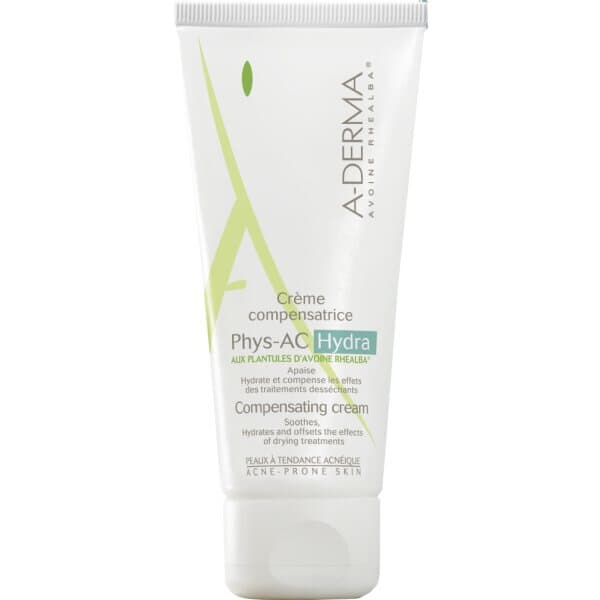 A-DERMA
AVOINE RHEALBA®
Crème
compensatrice
Phys-AC Hydra
AUX PLANTULES D'AVOINE RHEALBA®
Apaise
Hydrate et compense les effets
des traitements desséchants
Compensating cream
Soothes,
Hydrates and offsets the effects
of drying treatments
PEAUX À TENDANCE ACNÉIQUE
ACNE-PRONE SKIN